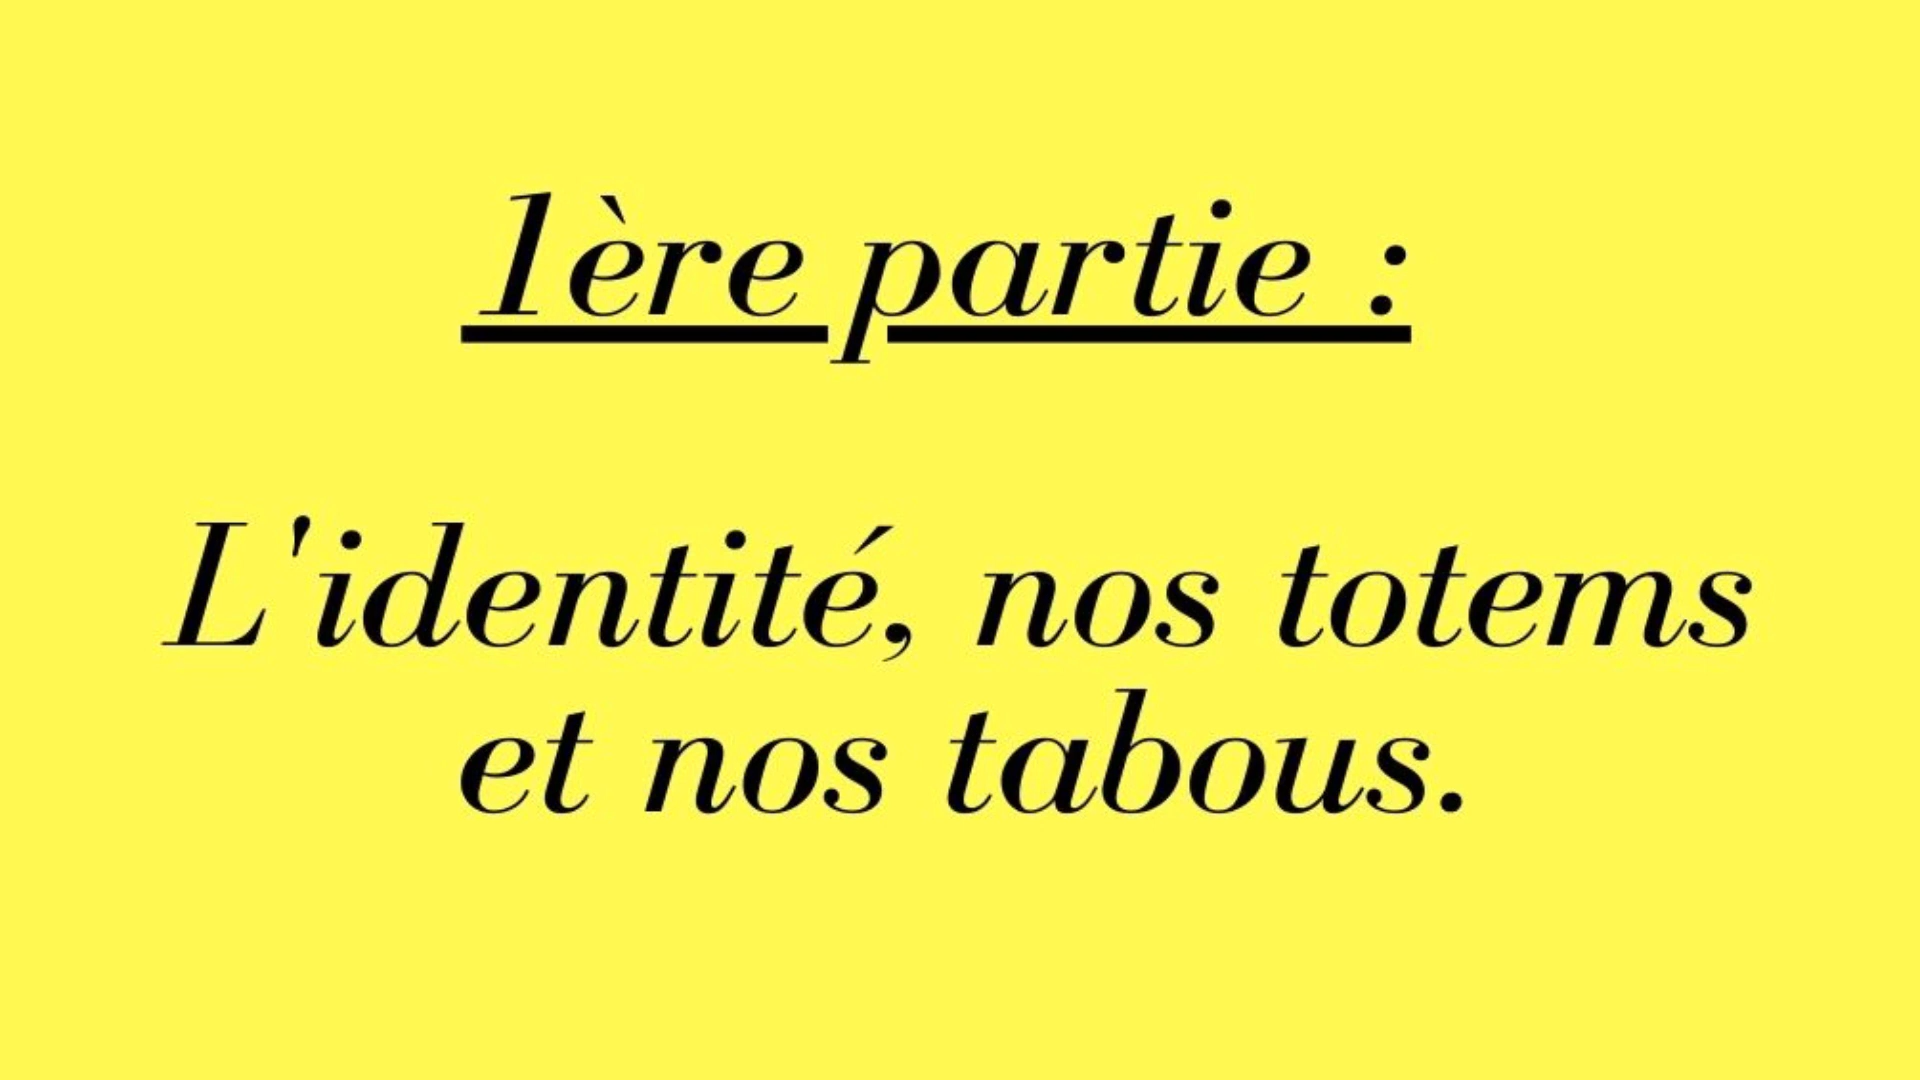 1ère partie :
L'identité, nos totems
et nos tabous.